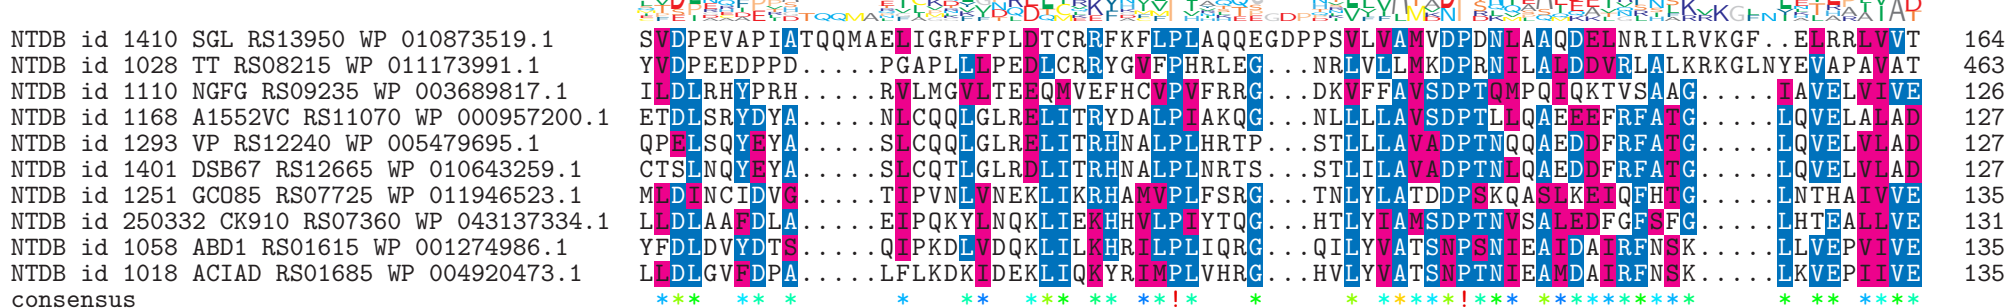 NTDB id 1410 SGL RS13950 WP 010873519.1 SVDPEVAPIATQQMAELIGRFFPLDTCRRFKFLPLAQQEGDPPSVLVAMVDPDNLAAQDELNRILRVKGF..ELRRLVVT 164
NTDB id 1028 TT RS08215 WP 011173991.1 YVDPEEDPPD.....PGAPLLLPEDLCRRYGVFPHRLEG...NRLVLLMKDPRNILALDDVRLALKRKGLNYEVAPAVAT 463
NTDB id 1110 NGFG RS09235 WP 003689817.1 ILDLRHYPRH.....RVLMGVLTEEQMVEFHCVPVFRRG...DKVFFAVSDPTQMPQIQKTVSAAG.....IAVELVIVE 126
NTDB id 1168 A1552VC RS11070 WP 000957200.1 ETDLSRYDYA.....NLCQQLGLRELITRYDALPIAKQG...NLLLLAVSDPTLLQAEEEFRFATG.....LQVELALAD 127
NTDB id 1293 VP RS12240 WP 005479695.1 QPELSQYEYA.....SLCQQLGLRELITRHNALPLHRTP...STLLLAVADPTNQQAEDDFRFATG.....LQVELVLAD 127
NTDB id 1401 DSB67 RS12665 WP 010643259.1 CTSLNQYEYA.....SLCQTLGLRDLITRHNALPLNRTS...STLILAVADPTNLQAEDDFRFATG.....LQVELVLAD 127
NTDB id 1251 GCO85 RS07725 WP 011946523.1 MLDINCIDVG.....TIPVNLVNEKLIKRHAMVPLFSRG...TNLYLATDDPSKQASLKEIQFHTG.....LNTHAIVVE 135
NTDB id 250332 CK910 RS07360 WP 043137334.1 LLDLAAFDLA.....EIPQKYLNQKLIEKHHVLPIYTQG...HTLYIAMSDPTNVSALEDFGFSFG.....LHTEALLVE 131
NTDB id 1058 ABD1 RS01615 WP 001274986.1 YFDLDVYDTS.....QIPKDLVDQKLILKHRILPLIQRG...QILYVATSNPSNIEAIDAIRFNSK.....LLVEPVIVE 135
NTDB id 1018 ACIAD RS01685 WP 004920473.1 LLDLGVFDPA.....LFLKDKIDEKLIQKYRIMPLVHRG...HVLYVATSNPTNIEAMDAIRFNSK.....LKVEPIIVE 135
consensus *** ** * * ** **** ** **!* * * *****!*** ********** * ** ****